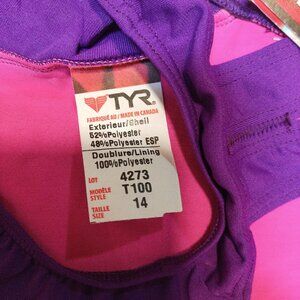 TYR
FABRIQUÉ AU / MADE IN CANADA
Exterieur/Shell
52%Polyester
48%Polyester ESP
Doublure/Lining
100%Polyester
LOT 4273
MODÈLE STYLE T100
TAILLE SIZE 14